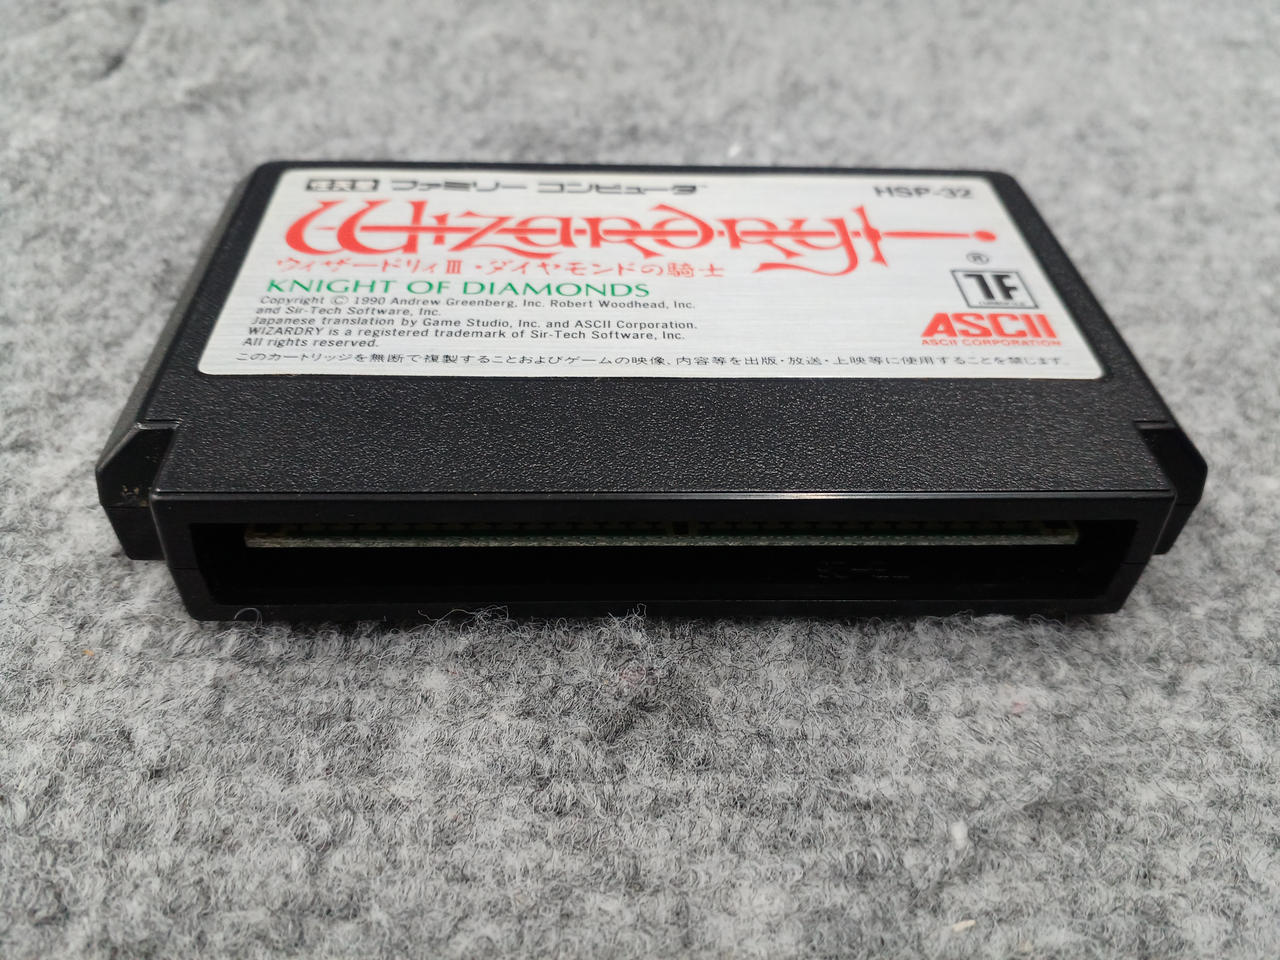 ファミリー コンピュータ™
HSP-32
Wizardry
®
ウィザードリィⅢ・ダイヤモンドの騎士
KNIGHT OF DIAMONDS
Copyright © 1990 Andrew Greenberg, Inc. Robert Woodhead, Inc.
and Sir-Tech Software, Inc.
Japanese translation by Game Studio, Inc. and ASCII Corporation.
WIZARDRY is a registered trademark of Sir-Tech Software, Inc.
All rights reserved.
TF
ASCII
ASCII CORPORATION
このカートリッジを無断で複製することおよびゲームの映像、内容等を出版・放送・上映等に使用することを禁じます。